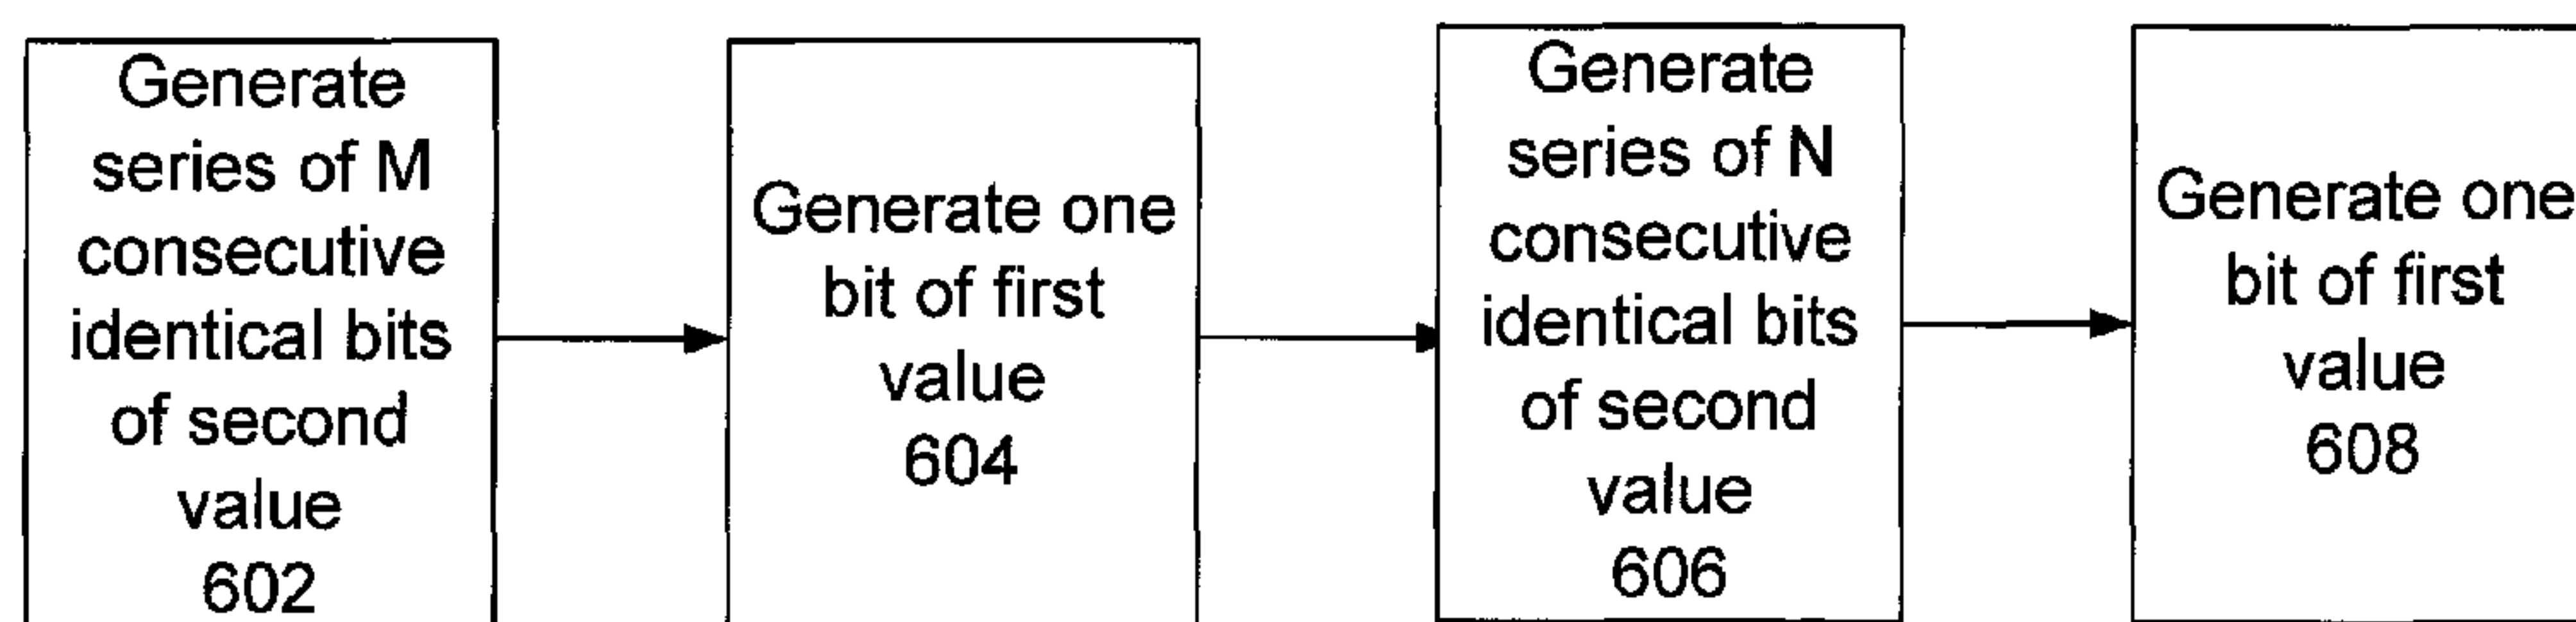 Generate
series of M
consecutive
identical bits
of second
value
602
Generate one
bit of first
value
604
Generate
series of N
consecutive
identical bits
of second
value
606
Generate one
bit of first
value
608